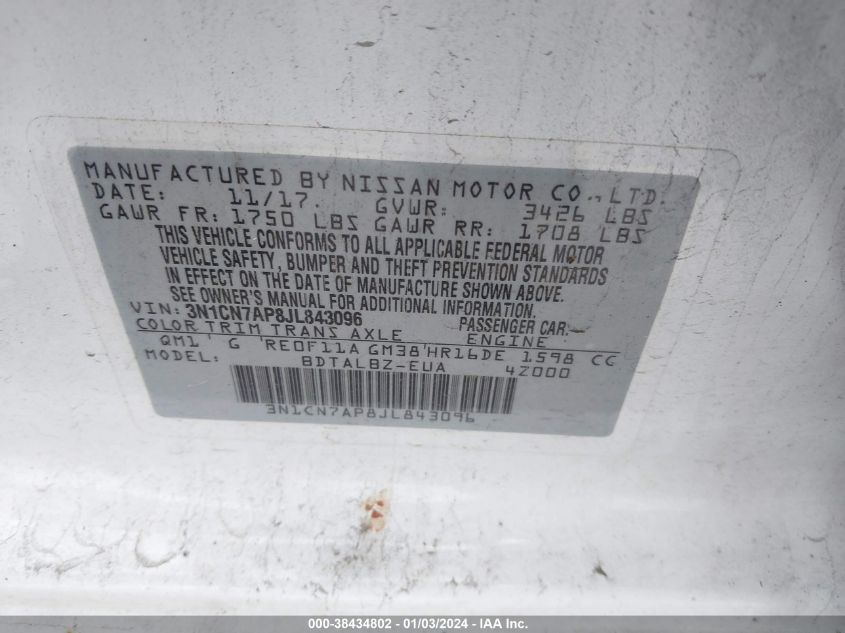 MANUFACTURED BY NISSAN MOTOR CO., LTD.
DATE: 11/17. GVWR: 3426 LBS
GAWR FR: 1750 LBS GAWR RR: 1708 LBS
THIS VEHICLE CONFORMS TO ALL APPLICABLE FEDERAL MOTOR
VEHICLE SAFETY, BUMPER AND THEFT PREVENTION STANDARDS
IN EFFECT ON THE DATE OF MANUFACTURE SHOWN ABOVE.
SEE OWNER'S MANUAL FOR ADDITIONAL INFORMATION.
VIN: 3N1CN7AP8JL843096 PASSENGER CAR
COLOR TRIM TRANS AXLE ENGINE
QM1 G RE0F11A GM38 HR16DE 1598 CC
MODEL: BDTALBZ-EUA 4Z000
3N1CN7AP8JL843096
000-38434802 - 01/03/2024 - IAA Inc.